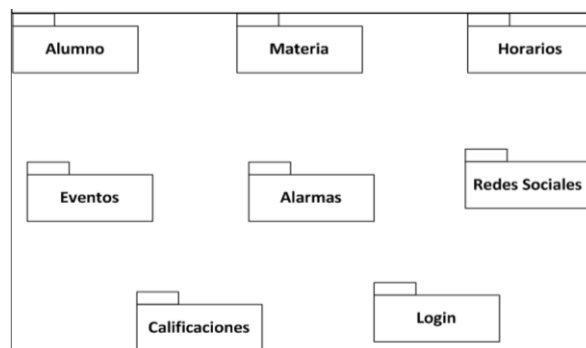 Alumno
Materia
Horarios
Eventos
Alarmas
Redes Sociales
Calificaciones
Login